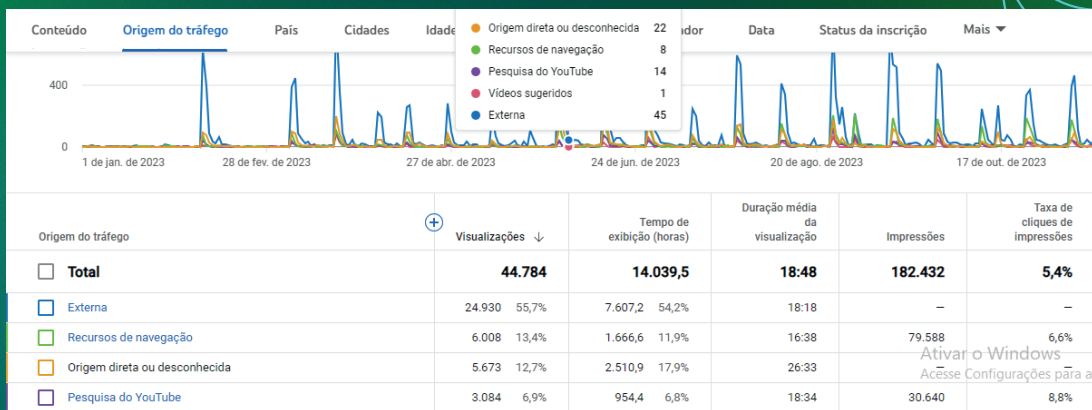 Conteúdo Origem do tráfego País Cidades Idade Data Status da inscrição Mais
Origem direta ou desconhecida 22
Recursos de navegação 8
Pesquisa do YouTube 14
Vídeos sugeridos 1
Externa 45
400
0
1 de jan. de 2023 28 de fev. de 2023 27 de abr. de 2023 24 de jun. de 2023 20 de ago. de 2023 17 de out. de 2023
Origem do tráfego Visualizações Tempo de exibição (horas) Duração média da visualização Impressões Taxa de cliques de impressões
Total 44.784 14.039,5 18:48 182.432 5,4%
Externa 24.930 55,7% 7.607,2 54,2% 18:18 – –
Recursos de navegação 6.008 13,4% 1.666,6 11,9% 16:38 79.588 6,6%
Ativar o Windows
Origem direta ou desconhecida 5.673 12,7% 2.510,9 17,9% 26:33 – –
Acesse Configurações para a
Pesquisa do YouTube 3.084 6,9% 954,4 6,8% 18:34 30.640 8,8%